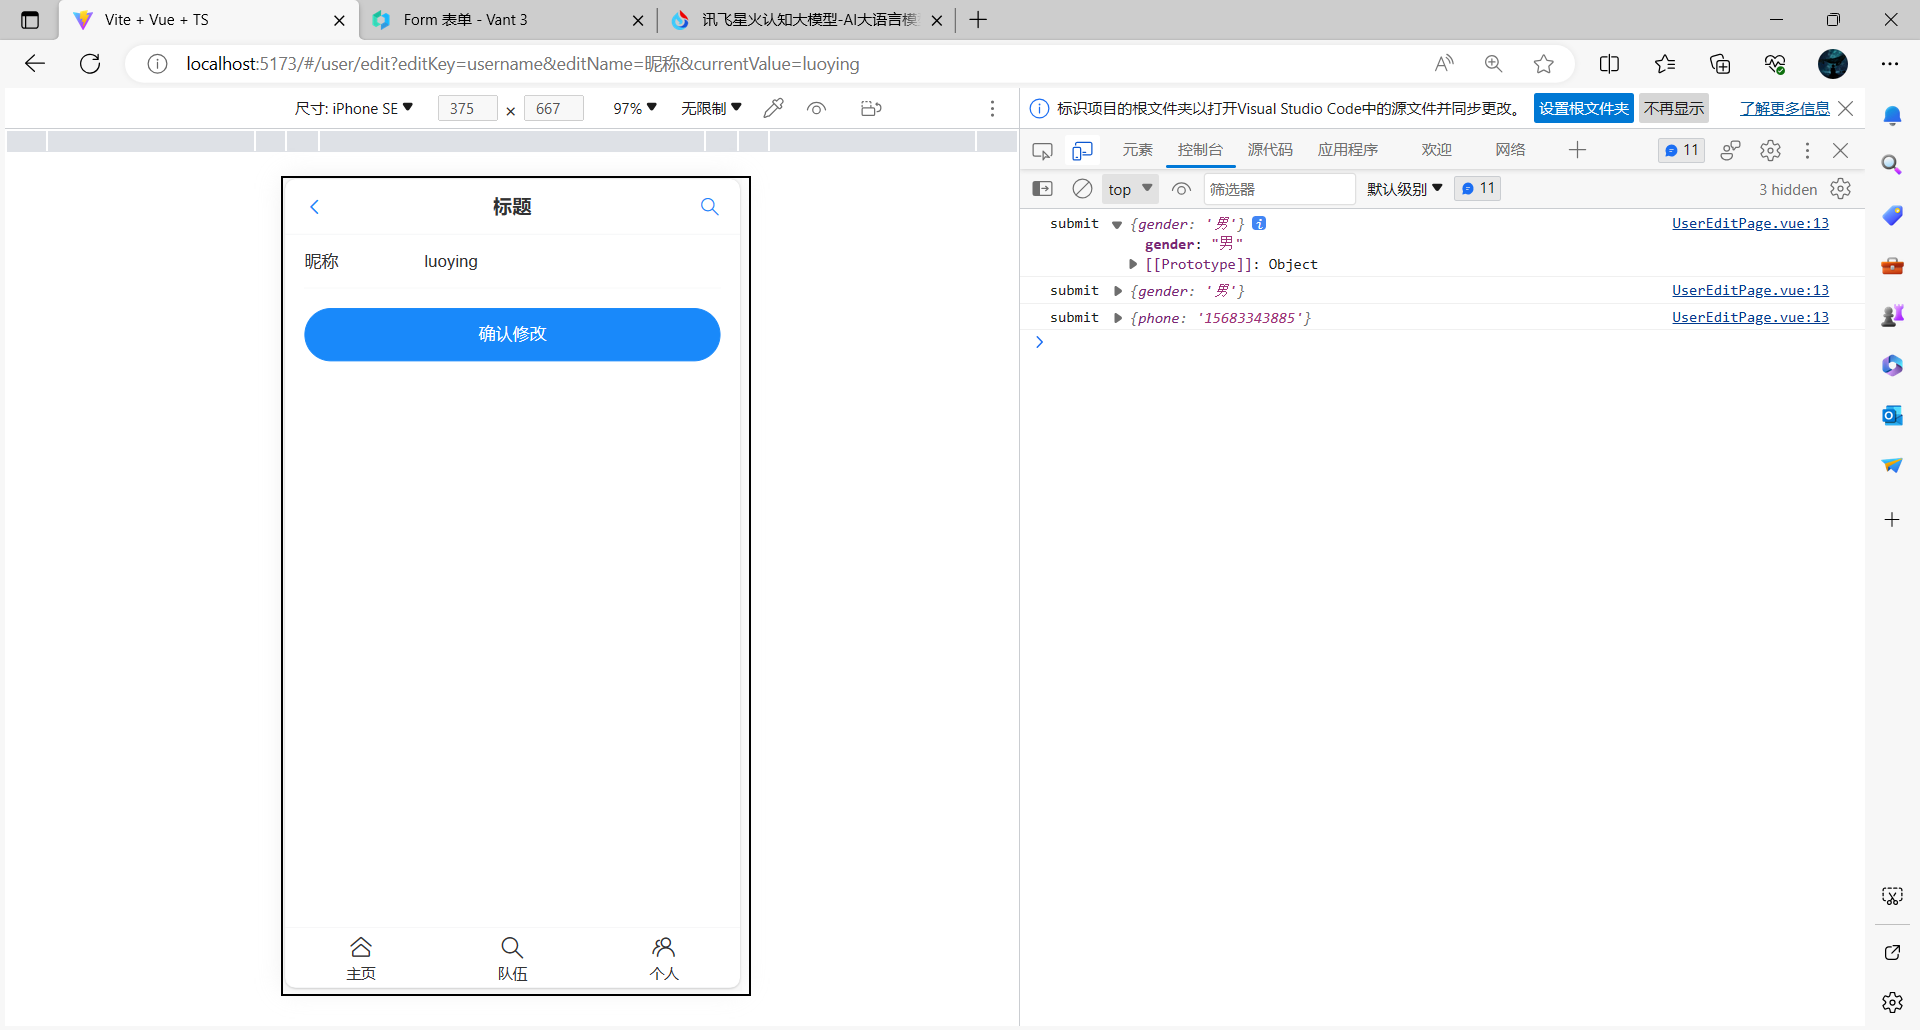 Vite + Vue + TS
Form 表单 - Vant 3
讯飞星火认知大模型-AI大语言模
localhost:5173/#/user/edit?editKey=username&editName=昵称&currentValue=luoying
尺寸: iPhone SE
375 × 667
97%
无限制
标识项目的根文件夹以打开Visual Studio Code中的源文件并同步更改。
设置根文件夹
不再显示
了解更多信息
元素
控制台
源代码
应用程序
欢迎
网络
11
top
筛选器
默认级别
11
3 hidden
标题
昵称 luoying
确认修改
主页
队伍
个人
submit {gender: '男'} UserEditPage.vue:13
gender: "男"
[[Prototype]]: Object
submit {gender: '男'} UserEditPage.vue:13
submit {phone: '15683343885'} UserEditPage.vue:13